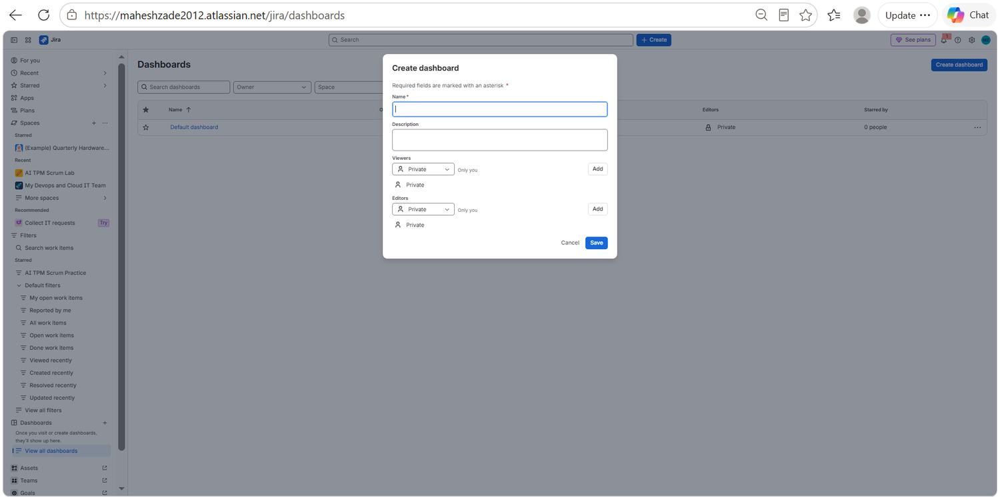 https://maheshzade2012.atlassian.net/jira/dashboards
Update
Chat
Jira
Search
Create
See plans
1
MZ
For you
Recent
Starred
Apps
Plans
Spaces
Starred
(Example) Quarterly Hardware...
Recent
AI TPM Scrum Lab
My Devops and Cloud IT Team
More spaces
Recommended
Collect IT requests Try
Filters
Search work items
Starred
AI TPM Scrum Practice
Default filters
My open work items
Reported by me
All work items
Open work items
Done work items
Viewed recently
Created recently
Resolved recently
Updated recently
View all filters
Dashboards
Once you visit or create dashboards,
they'll show up here.
View all dashboards
Assets
Teams
Goals
Dashboards
Create dashboard
Search dashboards
Owner
Space
Name
O
Editors
Starred by
Default dashboard
Private
0 people
Create dashboard
Required fields are marked with an asterisk *
Name *
Description
Viewers
Private
Only you
Add
Private
Editors
Private
Only you
Add
Private
Cancel
Save